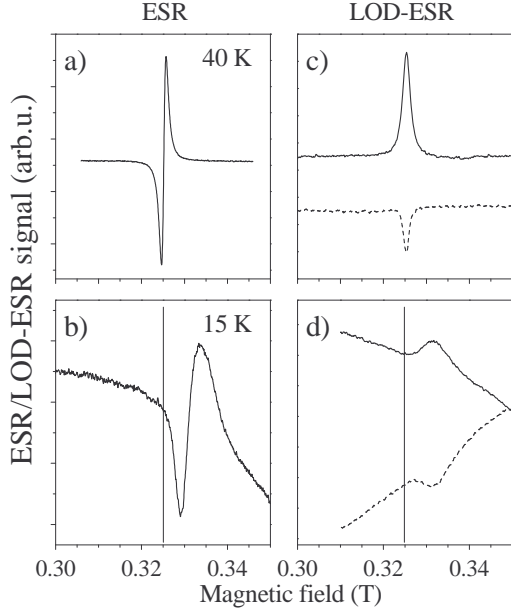 ESR LOD-ESR
a) 40 K c)
b) 15 K d)
ESR/LOD-ESR signal (arb.u.)
0.30 0.32 0.34 0.30 0.32 0.34
Magnetic field (T)